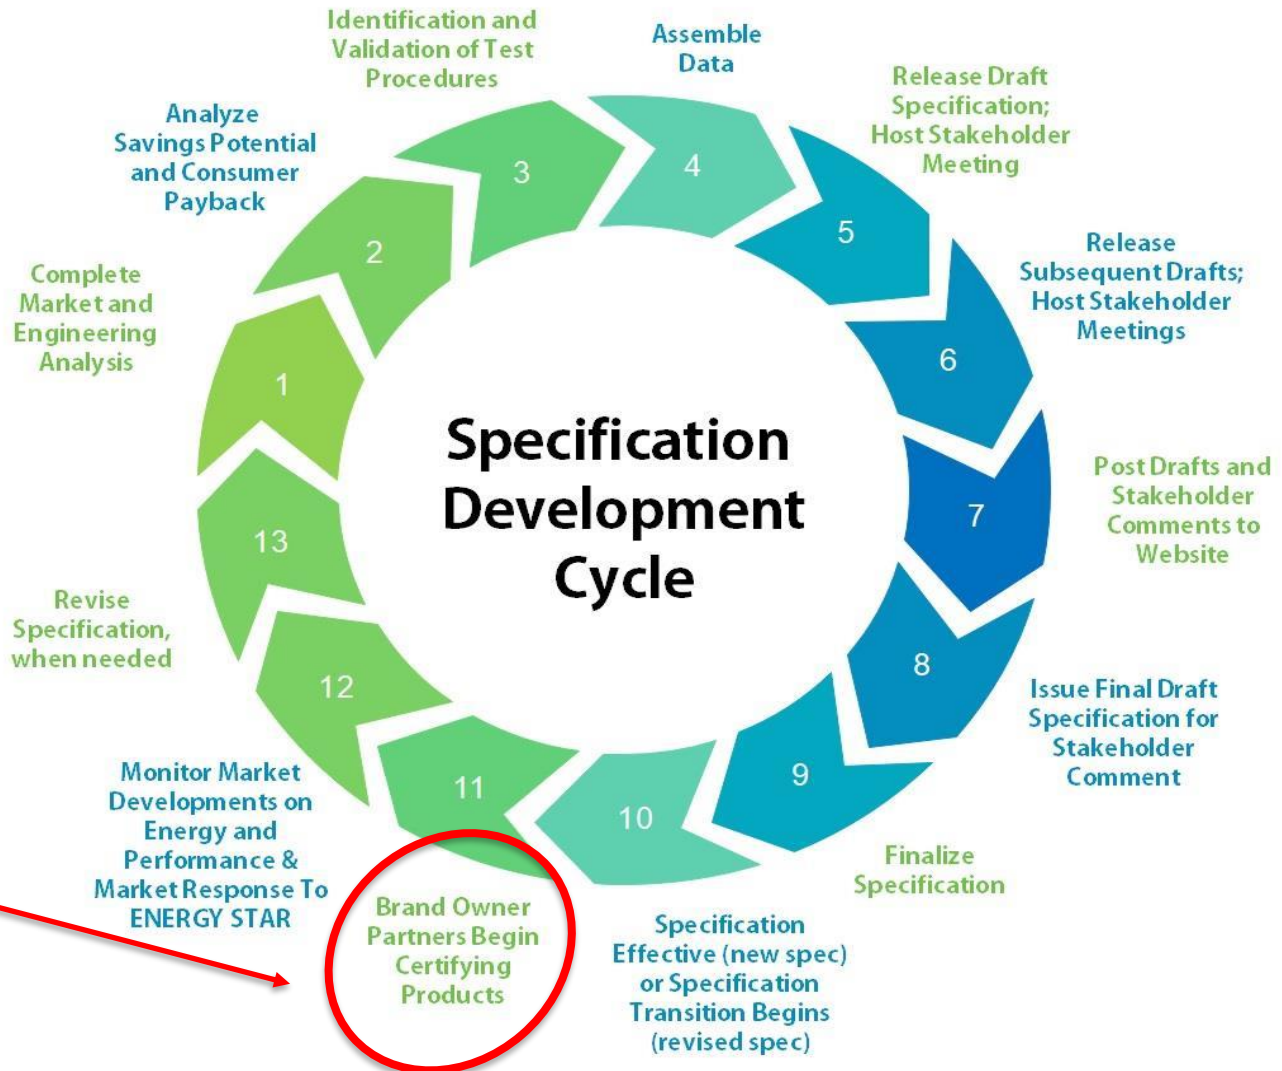 Specification
Development
Cycle
1
Complete
Market and
Engineering
Analysis
2
Analyze
Savings Potential
and Consumer
Payback
3
Identification and
Validation of Test
Procedures
4
Assemble
Data
5
Release Draft
Specification;
Host Stakeholder
Meeting
6
Release
Subsequent Drafts;
Host Stakeholder
Meetings
7
Post Drafts and
Stakeholder
Comments to
Website
8
Issue Final Draft
Specification for
Stakeholder
Comment
9
Finalize
Specification
10
Specification
Effective (new spec)
or Specification
Transition Begins
(revised spec)
11
Brand Owner
Partners Begin
Certifying
Products
12
Monitor Market
Developments on
Energy and
Performance &
Market Response To
ENERGY STAR
13
Revise
Specification,
when needed